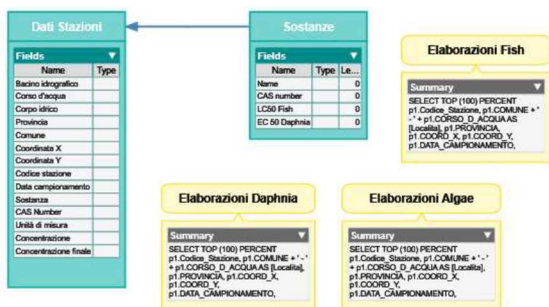 Dati Stazioni
Fields
Name Type
Bacino idrografico
Corso d'acqua
Corpo idrico
Provincia
Comune
Coordinata X
Coordinata Y
Codice stazione
Data campionamento
Sostanza
CAS Number
Unità di misura
Concentrazione
Concentrazione finale
Sostanze
Fields
Name Type Le...
Name 0
CAS number 0
LC50 Fish 0
EC 50 Daphnia 0
Elaborazioni Fish
Summary
SELECT TOP (100) PERCENT
p1.Codice_Stazione, p1.COMUNE + '
- ' + p1.CORSO_D_ACQUA AS
[Localita], p1.PROVINCIA,
p1.COORD_X, p1.COORD_Y,
p1.DATA_CAMPIONAMENTO,
Elaborazioni Daphnia
Summary
SELECT TOP (100) PERCENT
p1.Codice_Stazione, p1.COMUNE + ' - '
+ p1.CORSO_D_ACQUA AS [Localita],
p1.PROVINCIA, p1.COORD_X,
p1.COORD_Y,
p1.DATA_CAMPIONAMENTO,
Elaborazioni Algae
Summary
SELECT TOP (100) PERCENT
p1.Codice_Stazione, p1.COMUNE + ' - '
+ p1.CORSO_D_ACQUA AS [Localita],
p1.PROVINCIA, p1.COORD_X,
p1.COORD_Y,
p1.DATA_CAMPIONAMENTO,